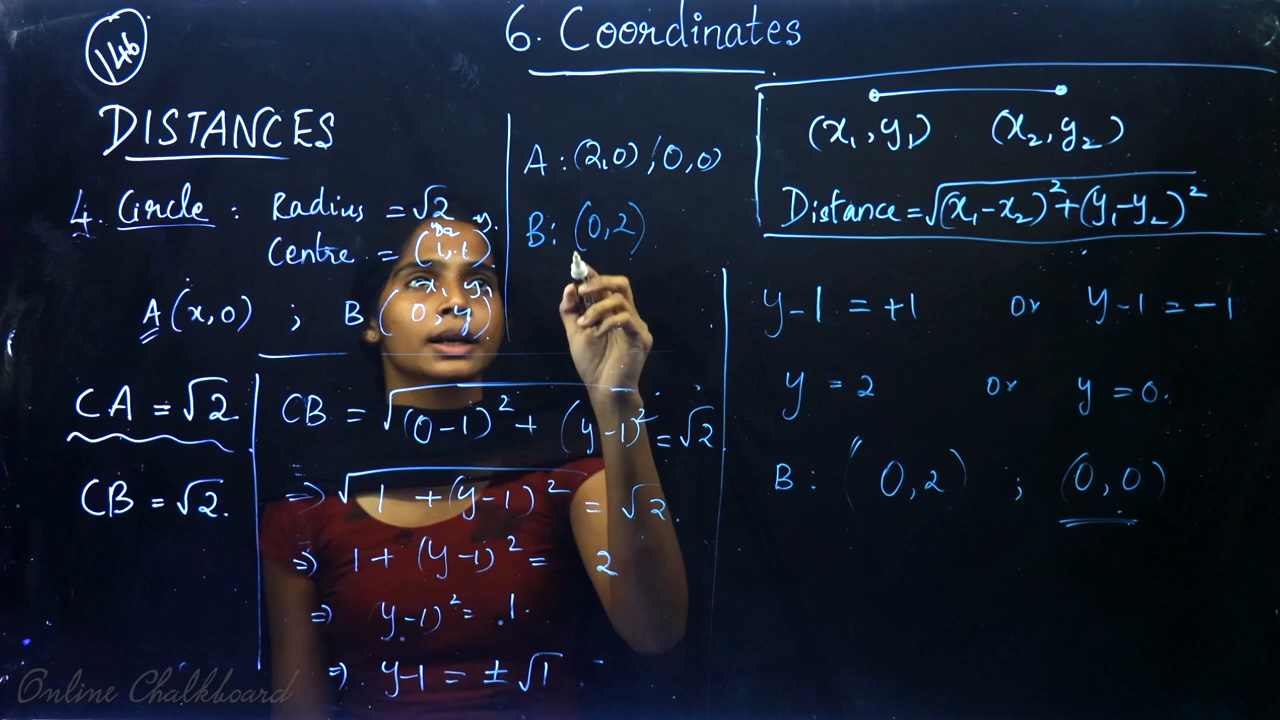 146
6. Coordinates
DISTANCES
4. Circle : Radius = √2
Centre = (1, 1).
A (x, 0) ; B (0, y)
CA = √2
CB = √2.
CB = √(0-1)² + (y-1)² = √2
⇒ √1 + (y-1)² = √2.
⇒ 1 + (y-1)² = 2
⇒ y-1)² = 1.
⇒ y-1 = ± √1
A : (2,0) ; (0,0)
B : (0,2)
(x₁, y₁) (x₂, y₂)
Distance = √(x₁-x₂)² + (y₁-y₂)²
y-1 = +1 or y-1 = -1
y = 2 or y = 0.
B : (0,2) ; (0,0)
Online Chalkboard